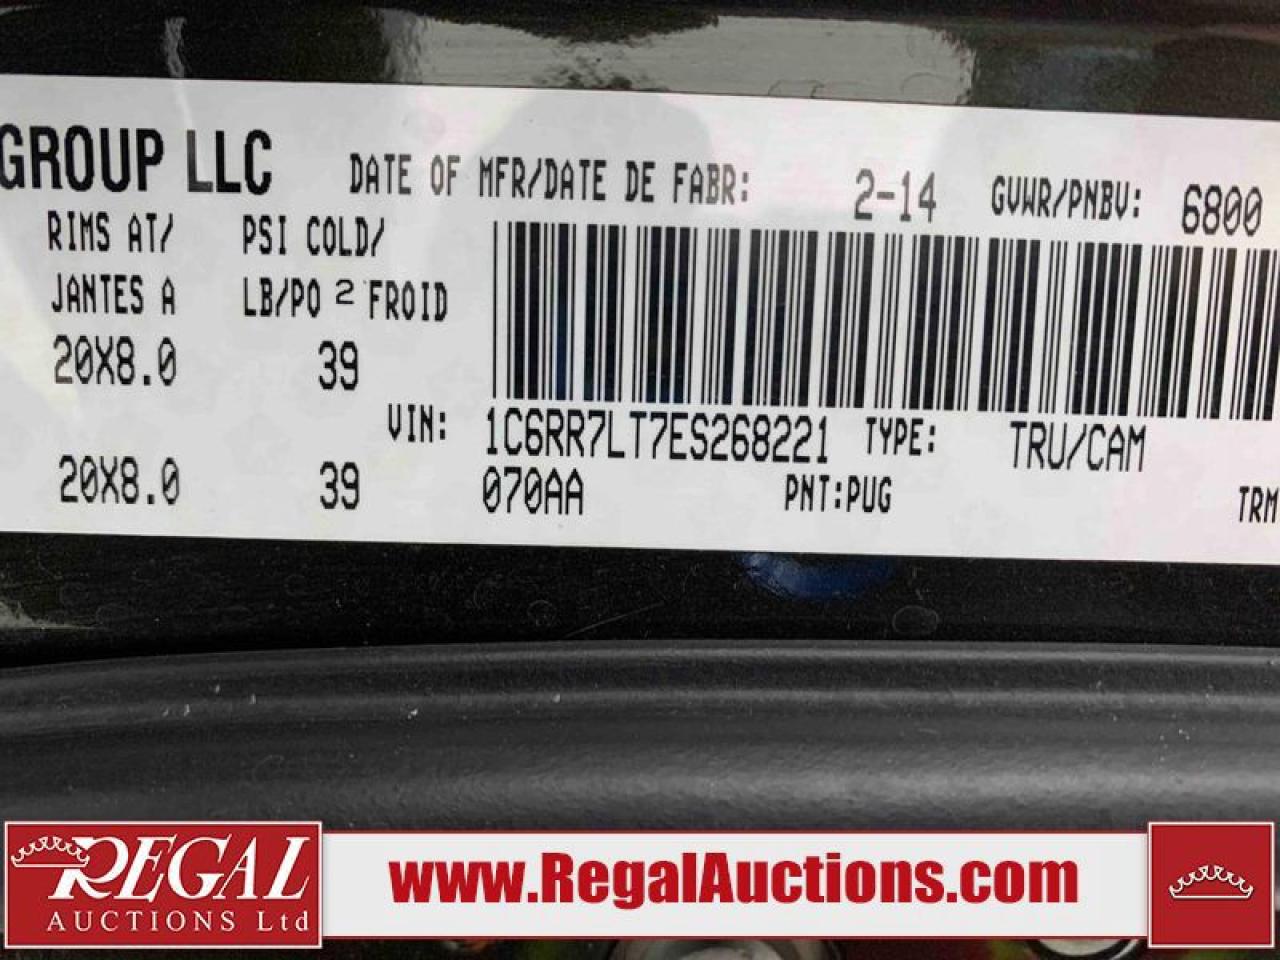 GROUP LLC DATE OF MFR/DATE DE FABR: 2-14 GVWR/PNBV: 6800
RIMS AT/ PSI COLD/
JANTES A LB/PO 2 FROID
20X8.0 39
VIN: 1C6RR7LT7ES268221 TYPE: TRU/CAM
20X8.0 39 070AA PNT:PUG TRM
REGAL
AUCTIONS Ltd
www.RegalAuctions.com